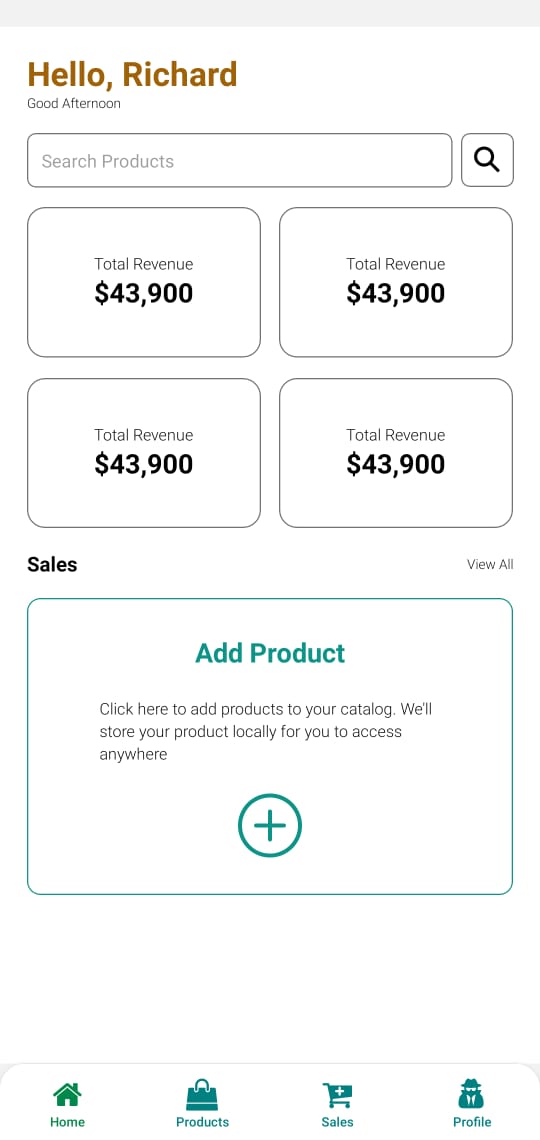 Hello, Richard
Good Afternoon
Search Products
Total Revenue
$43,900
Total Revenue
$43,900
Total Revenue
$43,900
Total Revenue
$43,900
Sales
View All
Add Product
Click here to add products to your catalog. We'll
store your product locally for you to access
anywhere
Home
Products
Sales
Profile